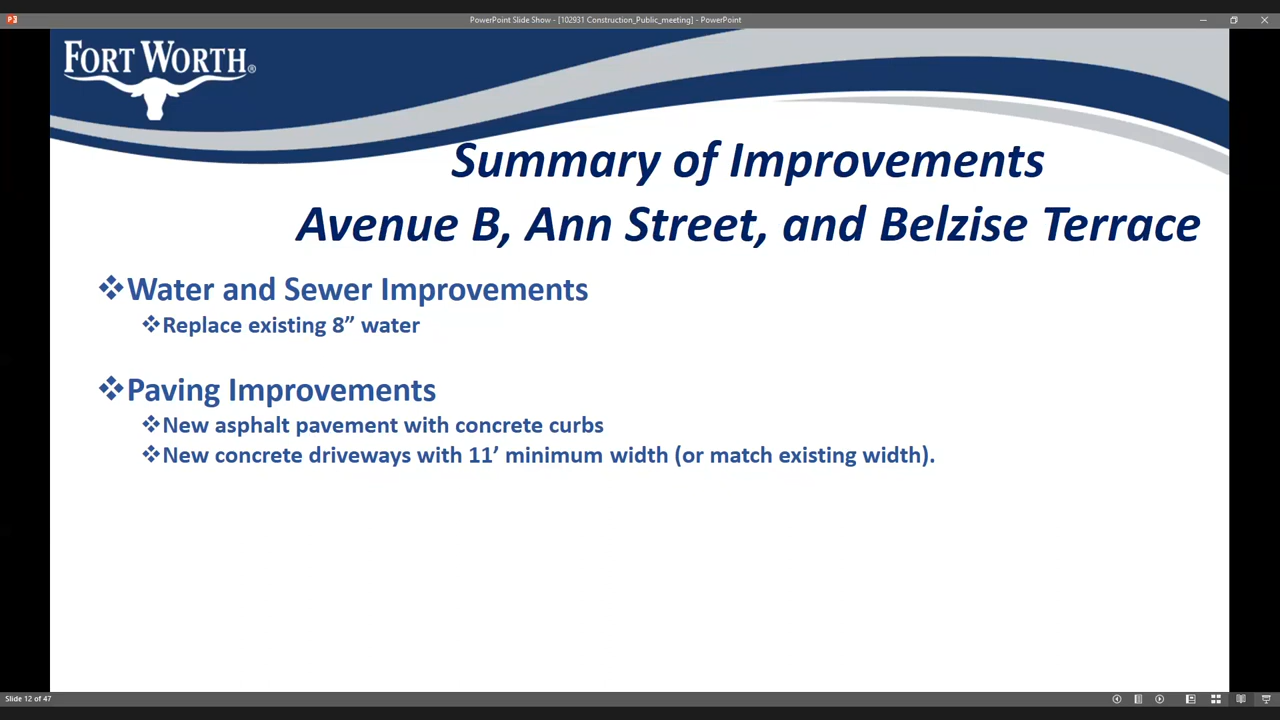 PowerPoint Slide Show - [102931 Construction_Public_meeting] - PowerPoint
FORT WORTH®
Summary of Improvements
Avenue B, Ann Street, and Belzise Terrace
❖Water and Sewer Improvements
❖Replace existing 8” water
❖Paving Improvements
❖New asphalt pavement with concrete curbs
❖New concrete driveways with 11’ minimum width (or match existing width).
Slide 12 of 47